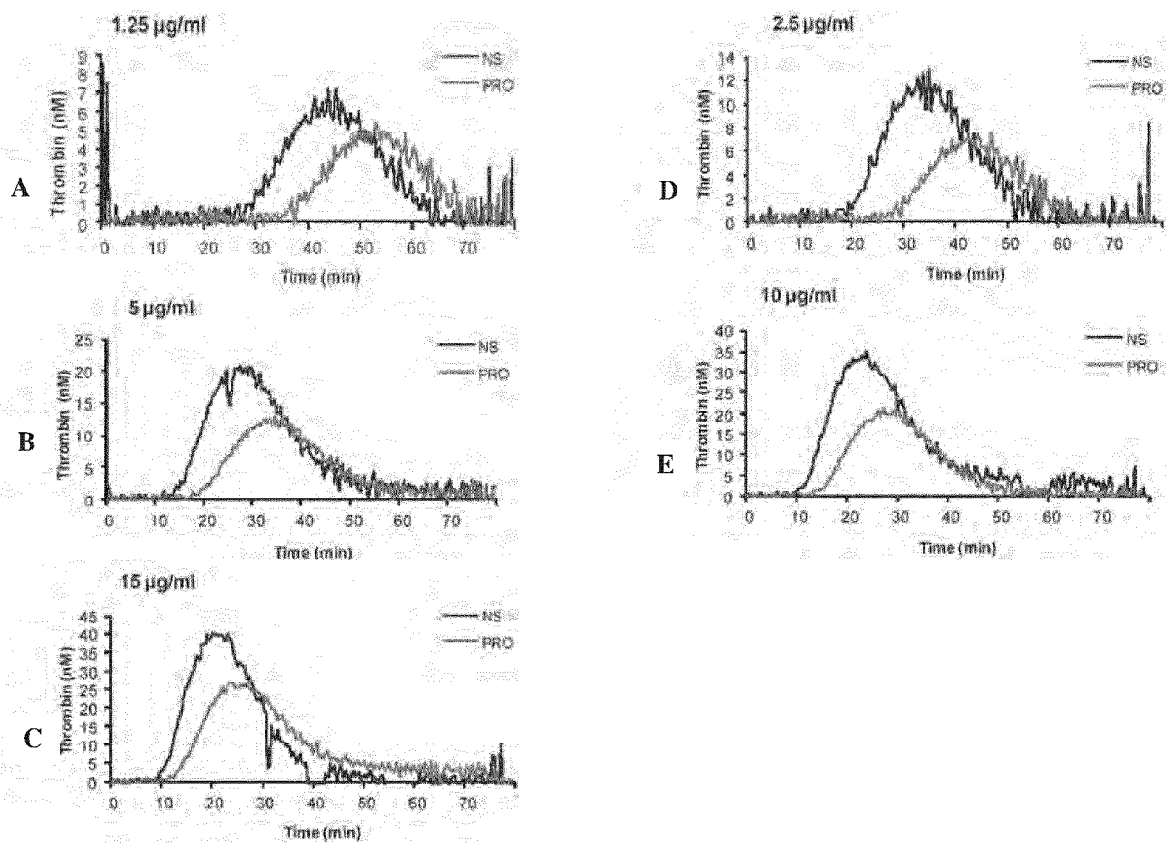 1.25 µg/ml
NS
PRO
Thrombin (nM)
9
8
7
6
5
4
3
2
1
0
0 10 20 30 40 50 60 70
Time (min)
A
5 µg/ml
NS
PRO
Thrombin (nM)
25
20
15
10
5
0
0 10 20 30 40 50 60 70
Time (min)
B
15 µg/ml
NS
PRO
Thrombin (nM)
45
40
35
30
25
20
15
10
5
0
0 10 20 30 40 50 60 70
Time (min)
C
2.5 µg/ml
NS
PRO
Thrombin (nM)
14
12
10
8
6
4
2
0
0 10 20 30 40 50 60 70
Time (min)
D
10 µg/ml
NS
PRO
Thrombin (nM)
40
35
30
25
20
15
10
5
0
0 10 20 30 40 50 60 70
Time (min)
E